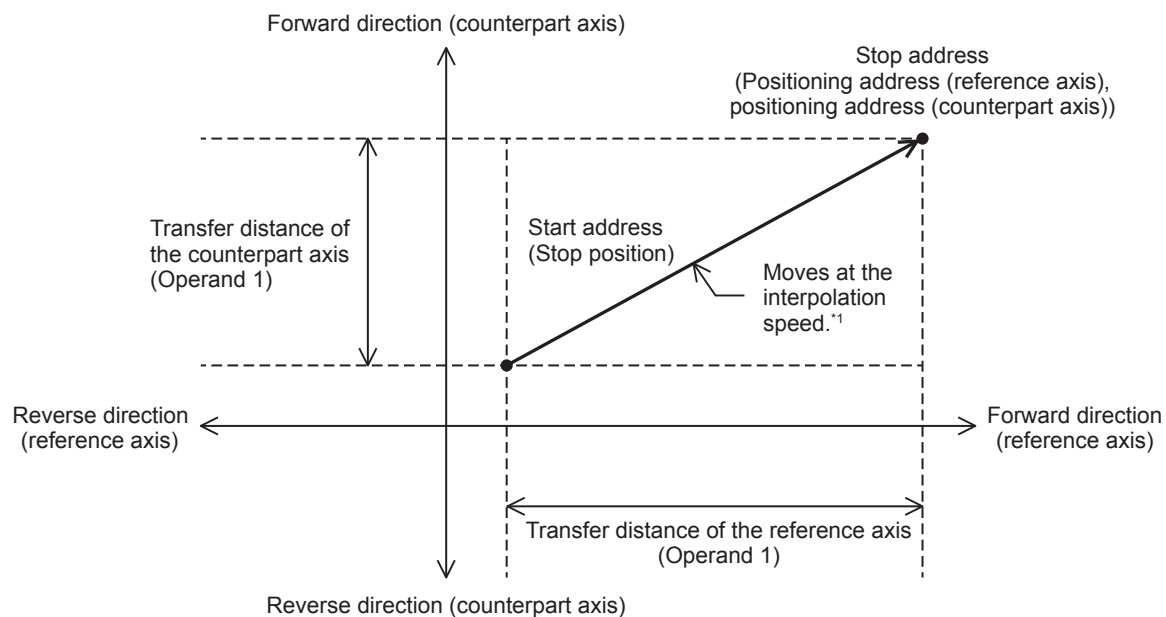 Forward direction (counterpart axis)
Stop address
(Positioning address (reference axis),
positioning address (counterpart axis))
Transfer distance of
the counterpart axis
(Operand 1)
Start address
(Stop position)
Moves at the
interpolation
speed.*1
Reverse direction
(reference axis)
Forward direction
(reference axis)
Transfer distance of the reference axis
(Operand 1)
Reverse direction (counterpart axis)